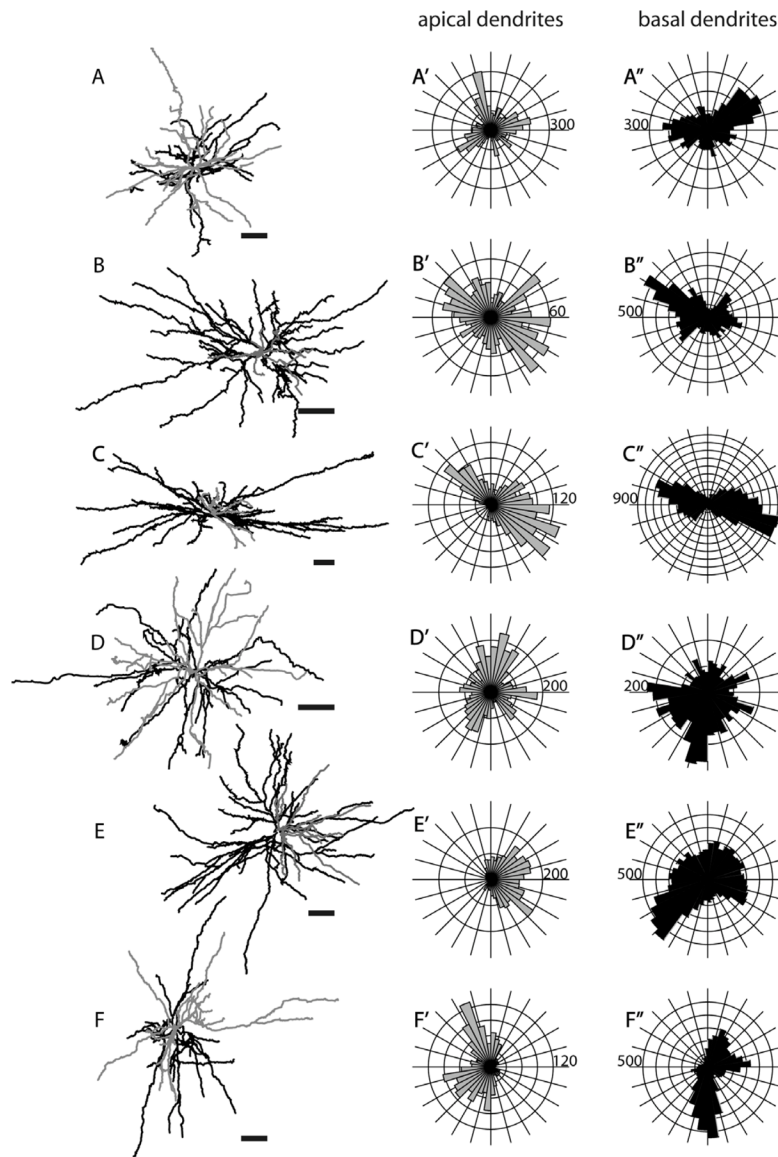 apical dendrites basal dendrites
A A' A"
300 300
B B' B"
60 500
C C' C"
120 900
D D' D"
200 200
E E' E"
200 500
F F' F"
120 500